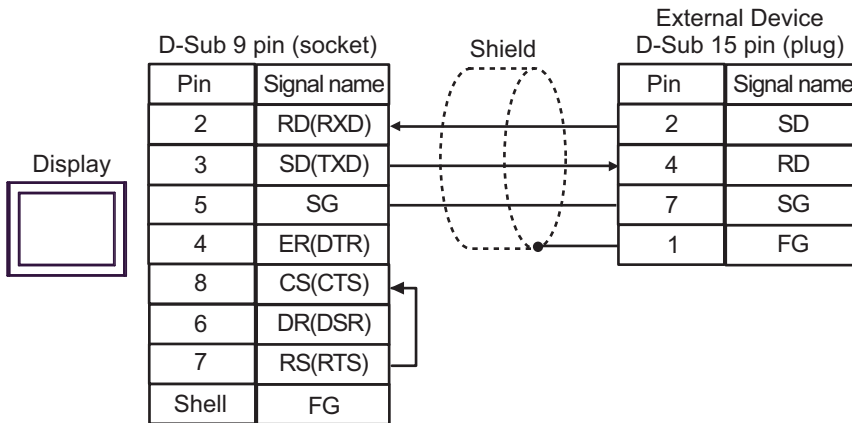 External Device
D-Sub 9 pin (socket) Shield D-Sub 15 pin (plug)
Pin Signal name Pin Signal name
2 RD(RXD) 2 SD
Display 3 SD(TXD) 4 RD
5 SG 7 SG
4 ER(DTR) 1 FG
8 CS(CTS)
6 DR(DSR)
7 RS(RTS)
Shell FG